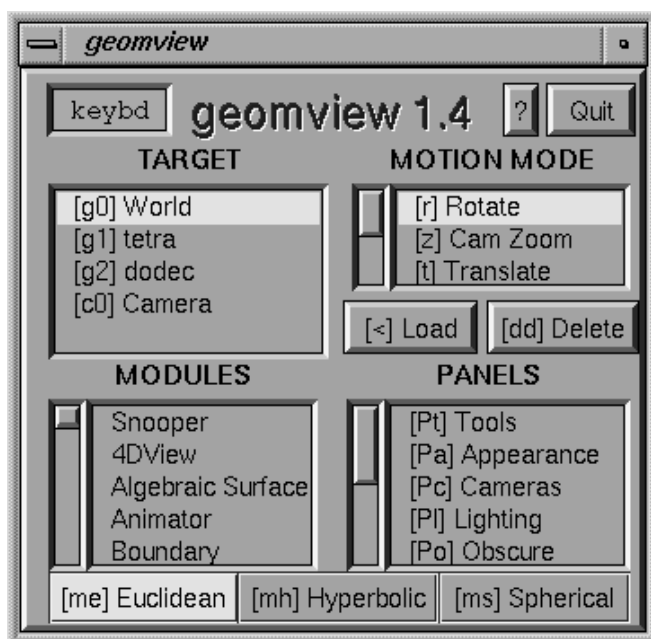 geomview
keybd geomview 1.4 ? Quit
TARGET
[g0] World
[g1] tetra
[g2] dodec
[c0] Camera
MOTION MODE
[r] Rotate
[z] Cam Zoom
[t] Translate
[<] Load [dd] Delete
MODULES
Snooper
4DView
Algebraic Surface
Animator
Boundary
PANELS
[Pt] Tools
[Pa] Appearance
[Pc] Cameras
[Pl] Lighting
[Po] Obscure
[me] Euclidean [mh] Hyperbolic [ms] Spherical